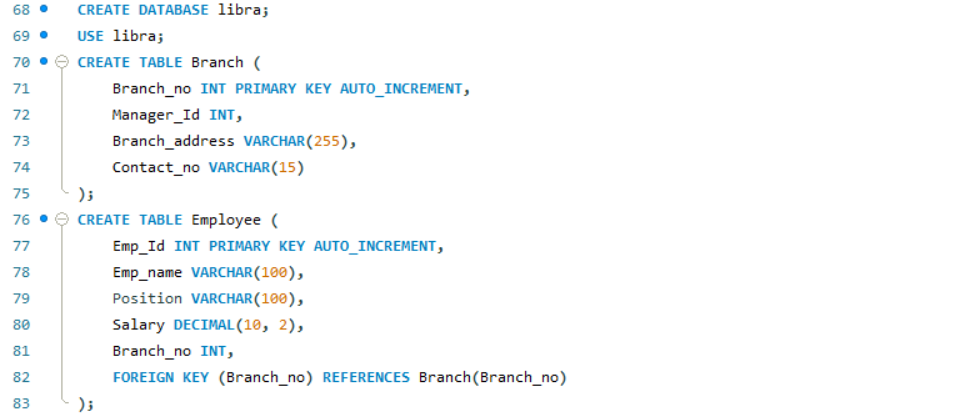 68 CREATE DATABASE libra;
69 USE libra;
70 CREATE TABLE Branch (
71 Branch_no INT PRIMARY KEY AUTO_INCREMENT,
72 Manager_Id INT,
73 Branch_address VARCHAR(255),
74 Contact_no VARCHAR(15)
75 );
76 CREATE TABLE Employee (
77 Emp_Id INT PRIMARY KEY AUTO_INCREMENT,
78 Emp_name VARCHAR(100),
79 Position VARCHAR(100),
80 Salary DECIMAL(10, 2),
81 Branch_no INT,
82 FOREIGN KEY (Branch_no) REFERENCES Branch(Branch_no)
83 );